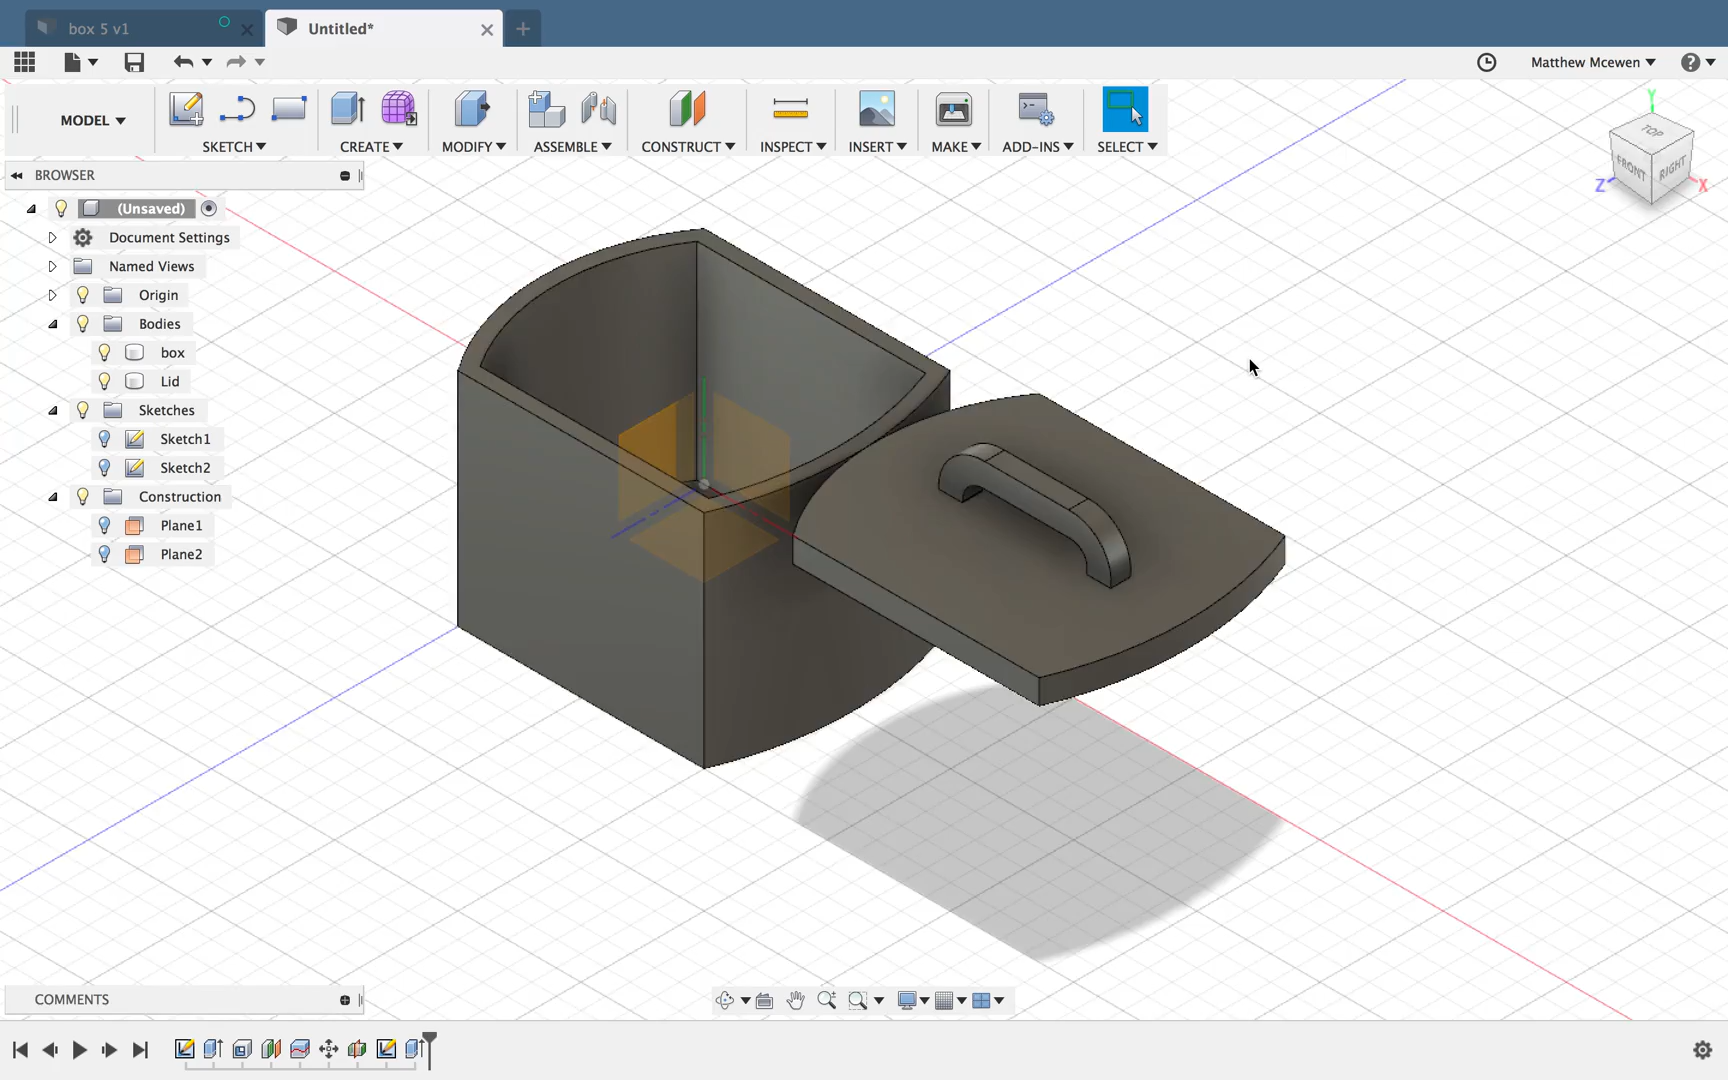 box 5 v1
Untitled*
Matthew Mcewen
MODEL
SKETCH
CREATE
MODIFY
ASSEMBLE
CONSTRUCT
INSPECT
INSERT
MAKE
ADD-INS
SELECT
TOP
FRONT
RIGHT
Y
Z
X
BROWSER
(Unsaved)
Document Settings
Named Views
Origin
Bodies
box
Lid
Sketches
Sketch1
Sketch2
Construction
Plane1
Plane2
COMMENTS